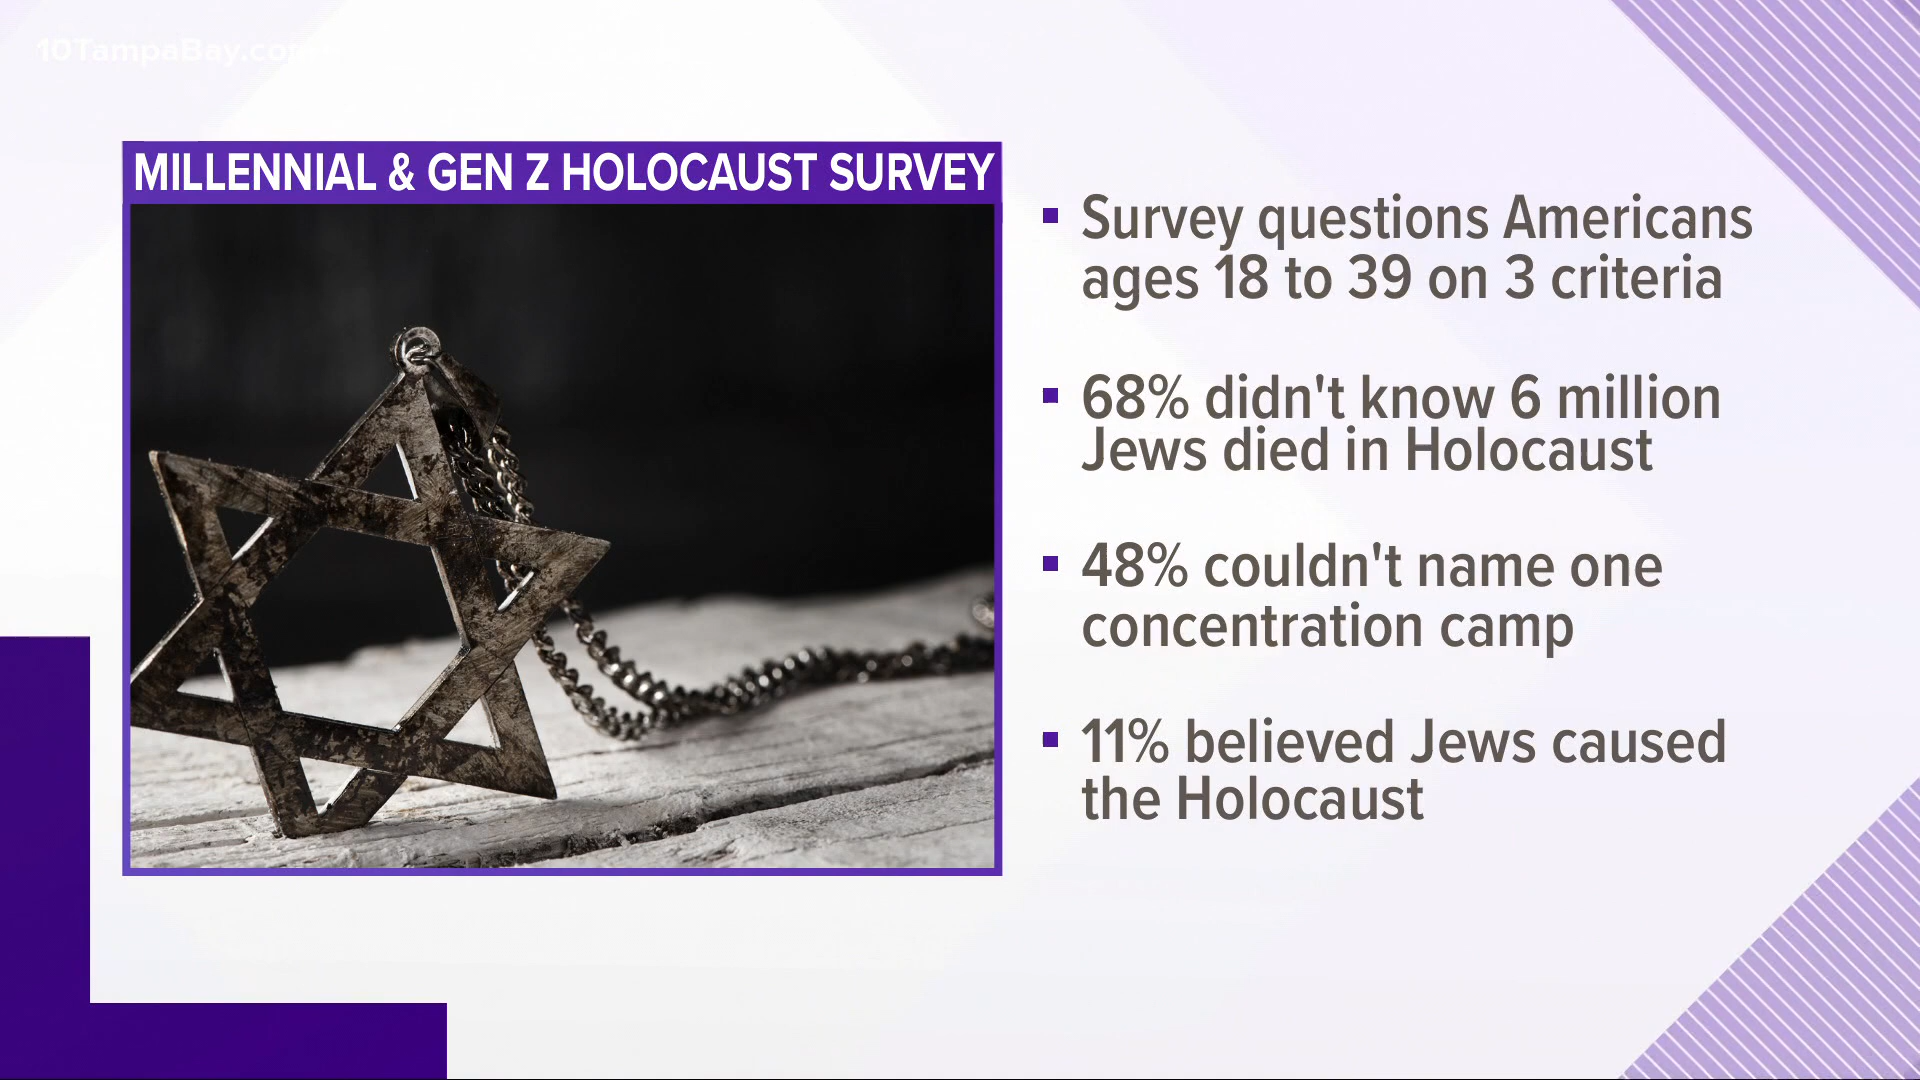 10TampaBay.com
MILLENNIAL & GEN Z HOLOCAUST SURVEY
▪ Survey questions Americans
ages 18 to 39 on 3 criteria
▪ 68% didn't know 6 million
Jews died in Holocaust
▪ 48% couldn't name one
concentration camp
▪ 11% believed Jews caused
the Holocaust